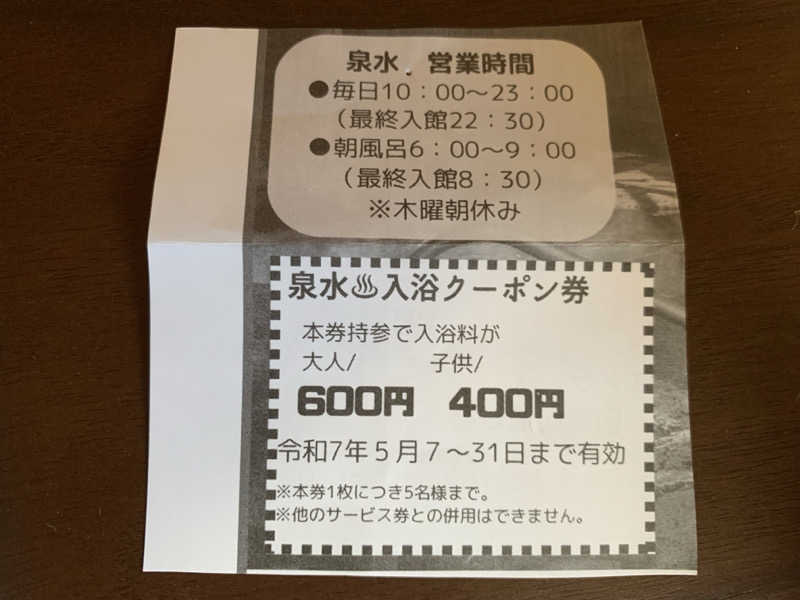 泉水．営業時間
●毎日10：00～23：00
（最終入館22：30）
●朝風呂6：00～9：00
（最終入館8：30）
※木曜朝休み
泉水♨入浴クーポン券
本券持参で入浴料が
大人/ 子供/
600円 400円
令和7年５月７～31日まで有効
※本券1枚につき5名様まで。
※他のサービス券との併用はできません。